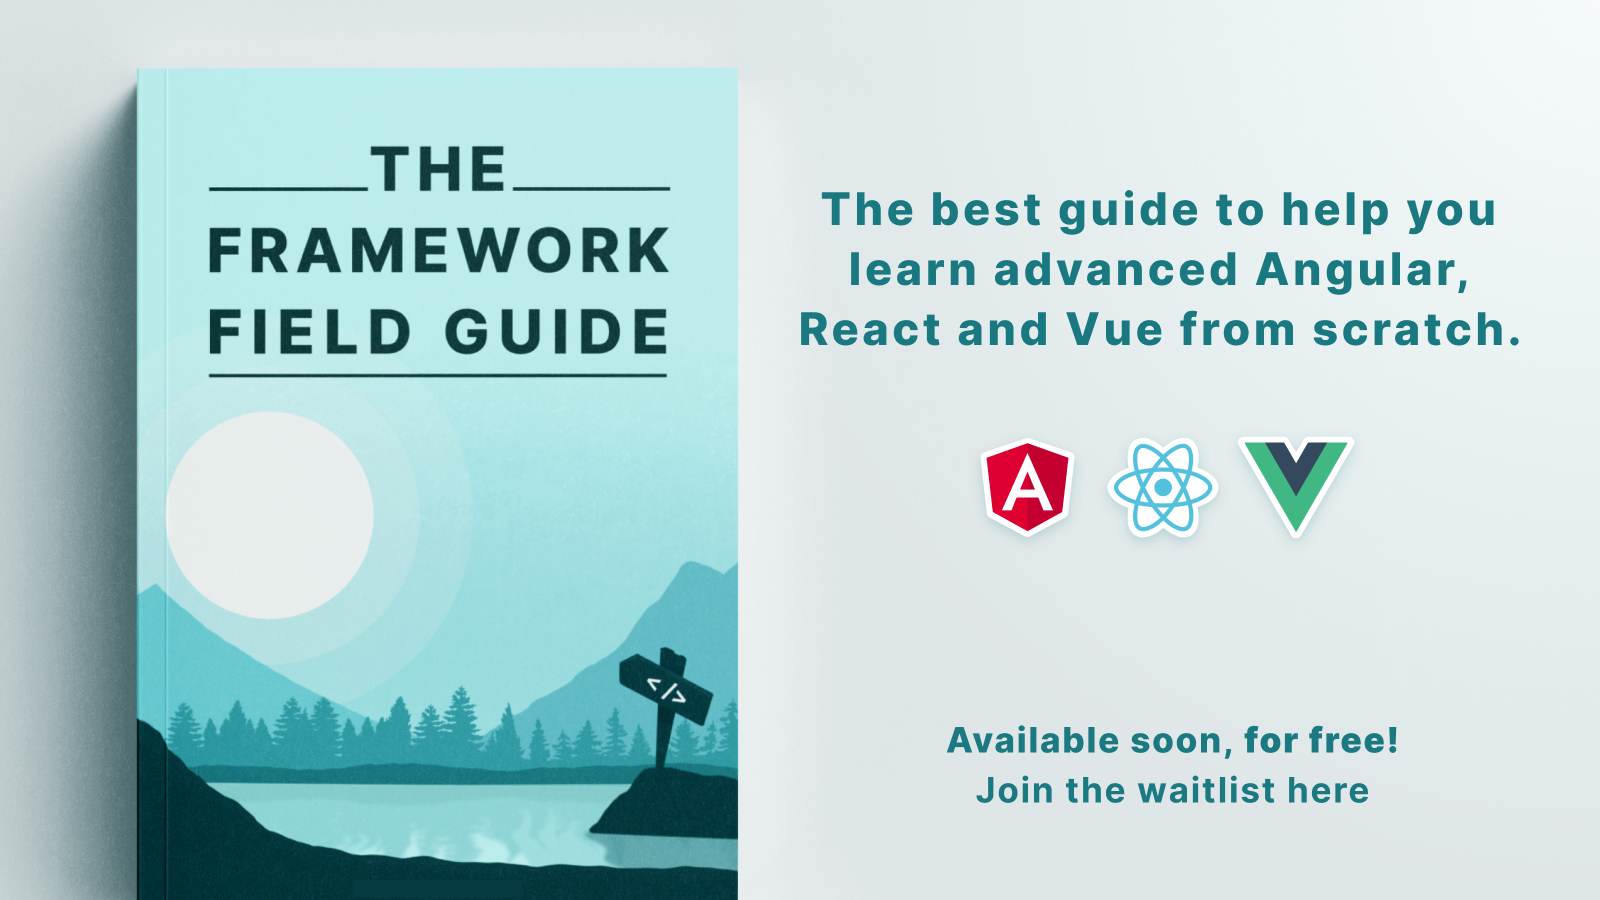 THE
FRAMEWORK
FIELD GUIDE
</>
The best guide to help you
learn advanced Angular,
React and Vue from scratch.
A
Available soon, for free!
Join the waitlist here